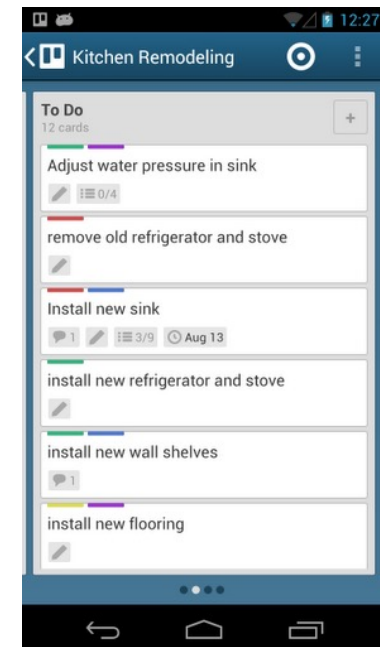 12:27
Kitchen Remodeling
To Do
12 cards
+
Adjust water pressure in sink
0/4
remove old refrigerator and stove
Install new sink
1 3/9 Aug 13
install new refrigerator and stove
install new wall shelves
1
install new flooring